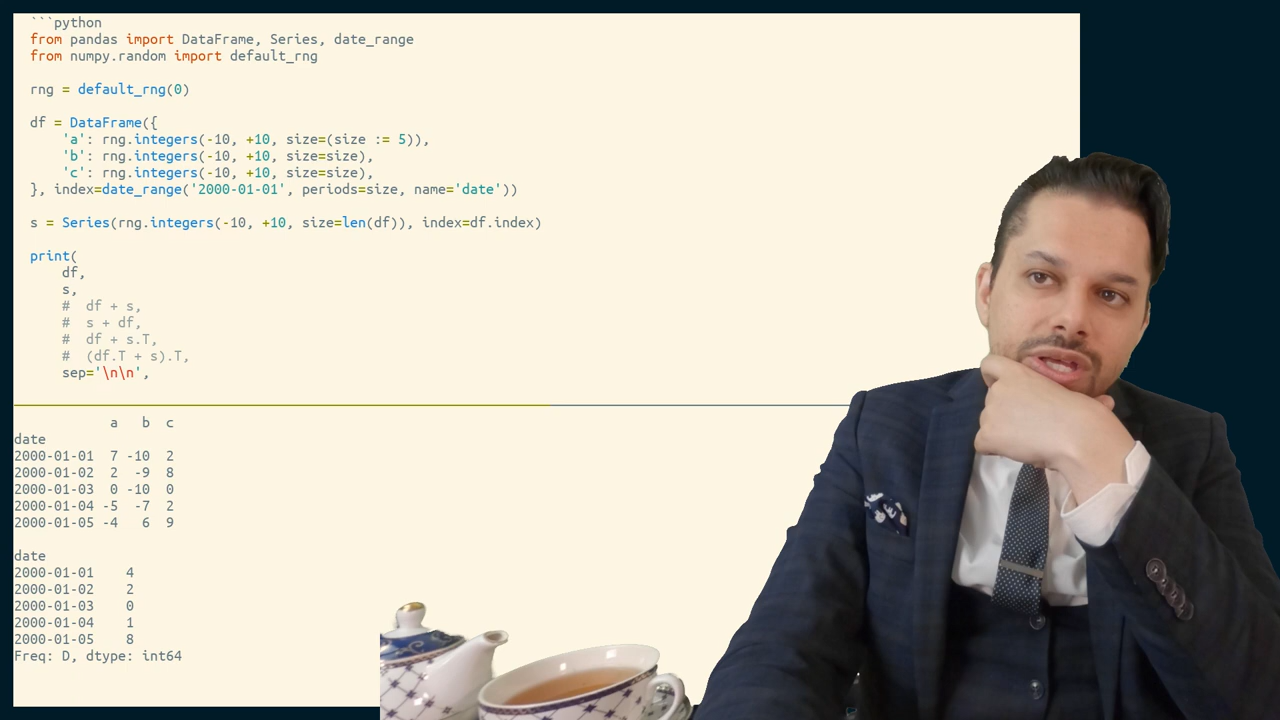 ```python
from pandas import DataFrame, Series, date_range
from numpy.random import default_rng

rng = default_rng(0)

df = DataFrame({
    'a': rng.integers(-10, +10, size=(size := 5)),
    'b': rng.integers(-10, +10, size=size),
    'c': rng.integers(-10, +10, size=size),
}, index=date_range('2000-01-01', periods=size, name='date'))

s = Series(rng.integers(-10, +10, size=len(df)), index=df.index)

print(
    df,
    s,
    #  df + s,
    #  s + df,
    #  df + s.T,
    #  (df.T + s).T,
    sep='\n\n',
            a   b  c
date
2000-01-01  7 -10  2
2000-01-02  2  -9  8
2000-01-03  0 -10  0
2000-01-04 -5  -7  2
2000-01-05 -4   6  9

date
2000-01-01    4
2000-01-02    2
2000-01-03    0
2000-01-04    1
2000-01-05    8
Freq: D, dtype: int64